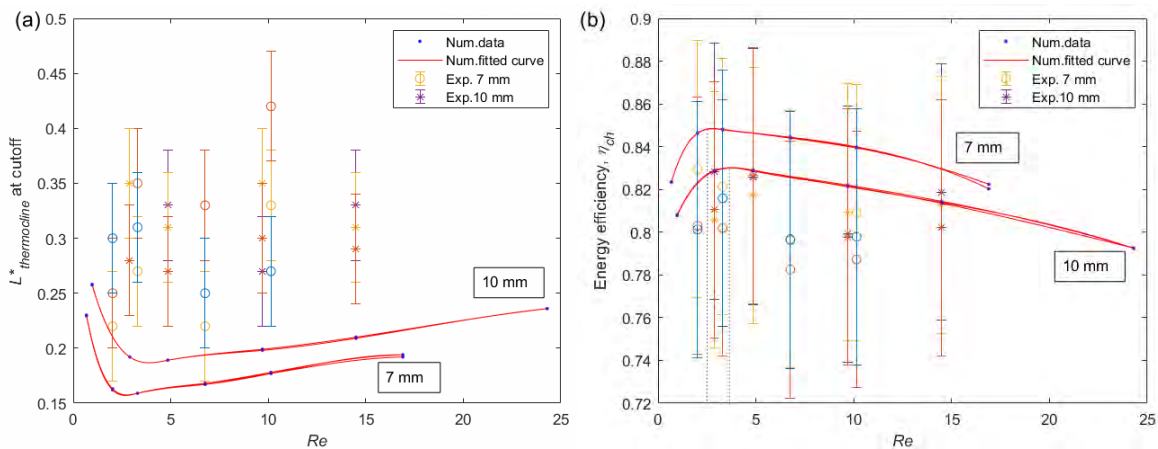 (a)
0.5
0.45
0.4
0.35
0.3
0.25
0.2
0.15
L*thermocline at cutoff
0 5 10 15 20 25
Re
Num.data
Num.fitted curve
Exp. 7 mm
Exp.10 mm
10 mm
7 mm
(b)
0.9
0.88
0.86
0.84
0.82
0.8
0.78
0.76
0.74
0.72
Energy efficiency, ηch
0 5 10 15 20 25
Re
Num.data
Num.fitted curve
Exp. 7 mm
Exp.10 mm
7 mm
10 mm